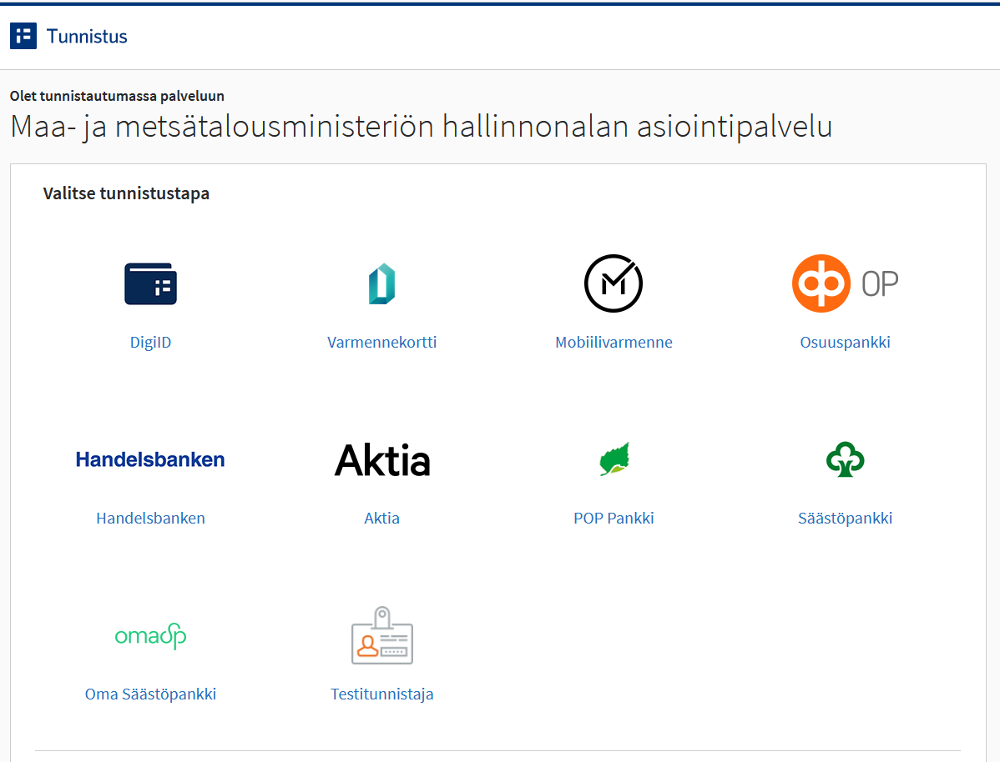 Tunnistus
Olet tunnistautumassa palveluun
Maa- ja metsätalousministeriön hallinnonalan asiointipalvelu
Valitse tunnistustapa
OP
DigiID
Varmennekortti
Mobiilivarmenne
Osuuspankki
Handelsbanken
Aktia
Handelsbanken
Aktia
POP Pankki
Säästöpankki
omasp
Oma Säästöpankki
Testitunnistaja